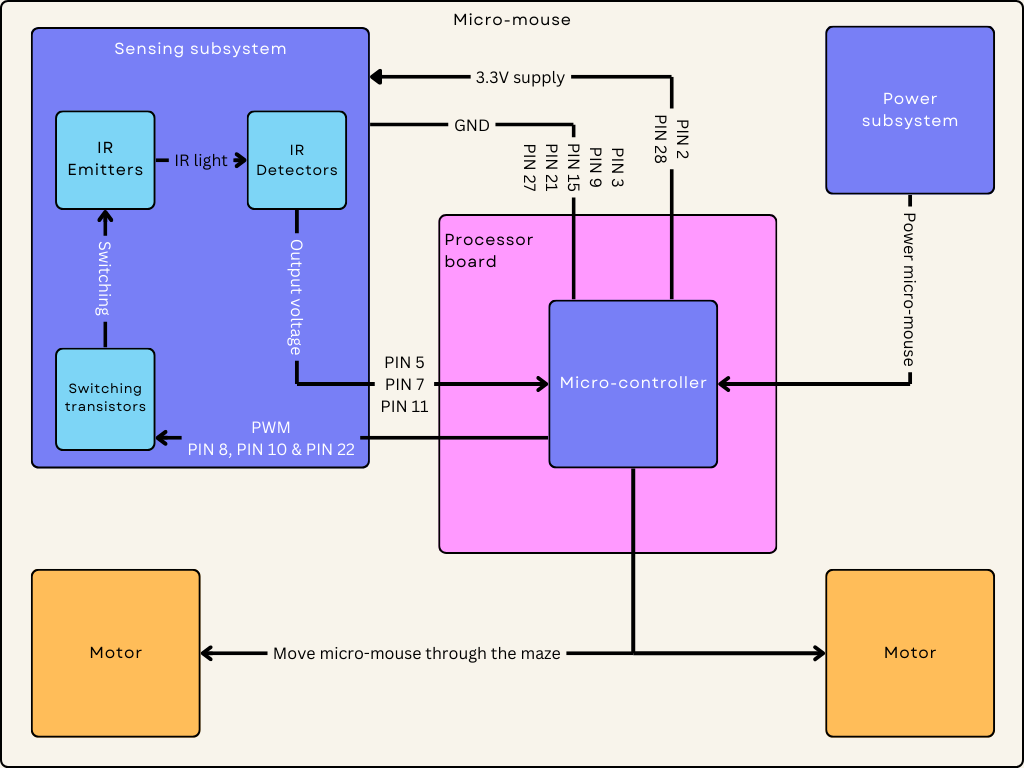 Micro-mouse
Sensing subsystem
3.3V supply
Power
subsystem
GND
PIN 2
PIN 28
PIN 3
PIN 9
PIN 15
PIN 21
PIN 27
IR
Emitters
IR light
IR
Detectors
Switching
Output voltage
Power micro-mouse
Processor
board
PIN 5
PIN 7
PIN 11
Micro-controller
Switching
transistors
PWM
PIN 8, PIN 10 & PIN 22
Motor
Move micro-mouse through the maze
Motor